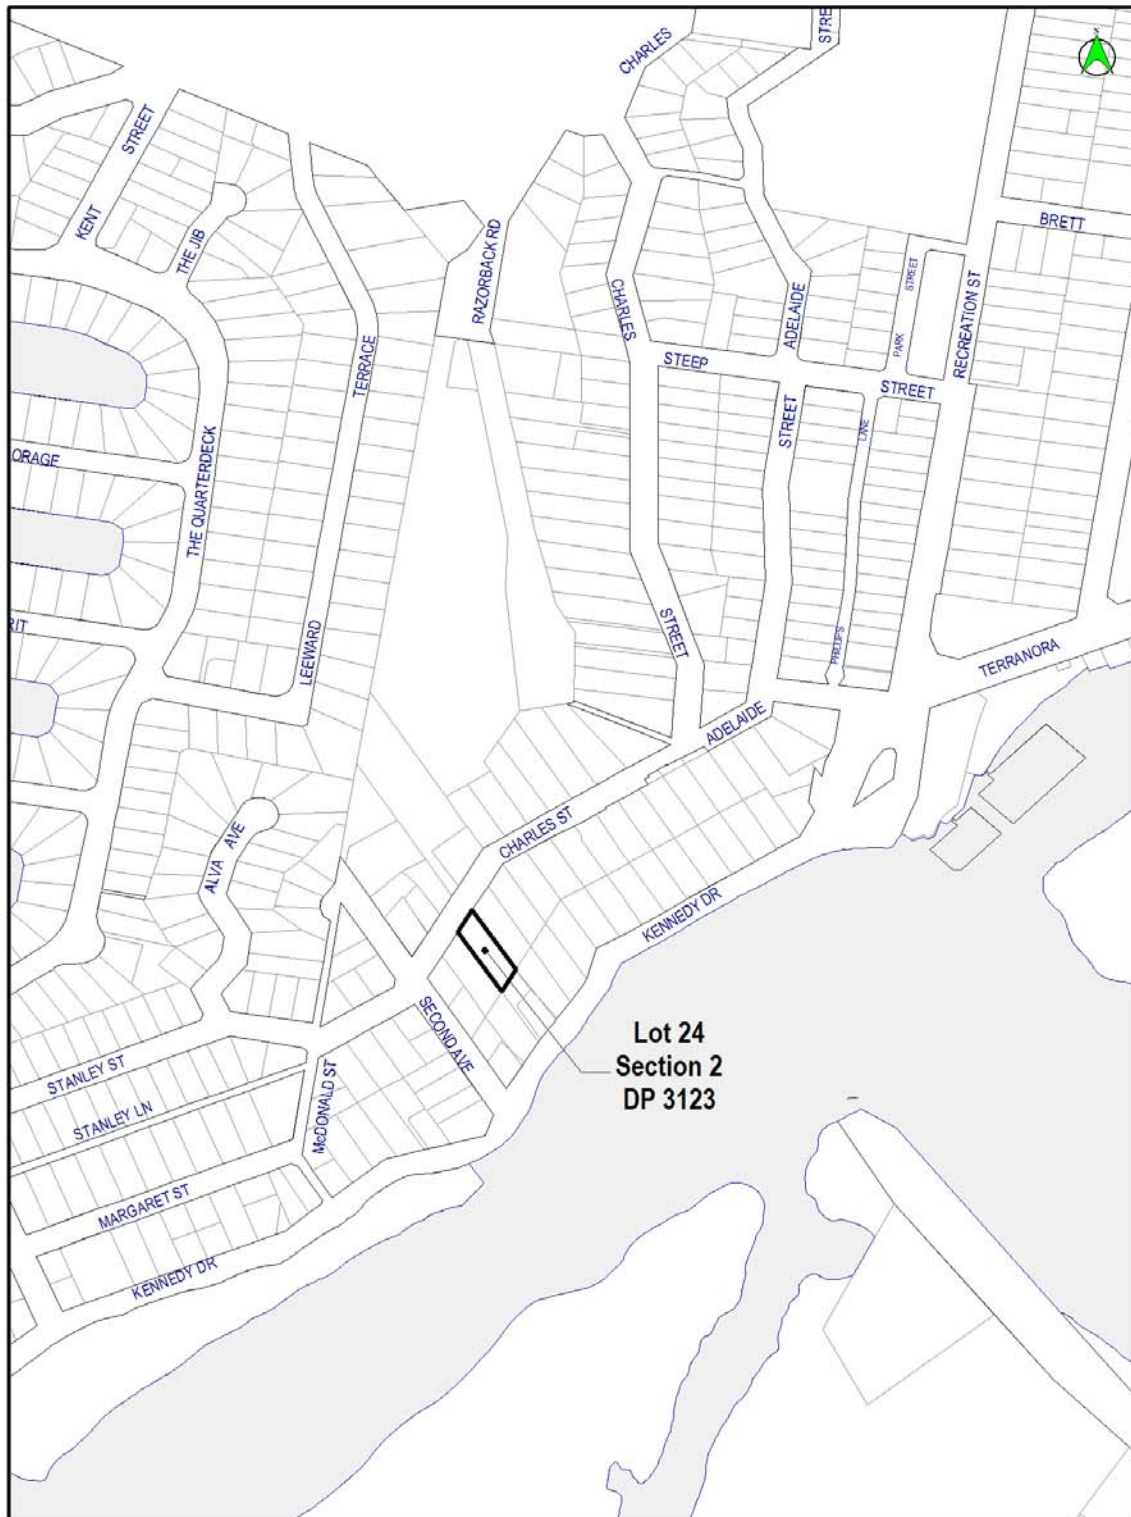 CHARLES
STRE
N
STREET
KENT
THE JIB
RAZORBACK RD
BRETT
STREET
PARK
ADELAIDE
RECREATION ST
CHARLES
STEEP
STREET
TERRACE
STREET
LANE
ORAGE
THE QUARTERDECK
RIT
LEEWARD
STREET
PHILLIPS
TERRANORA
ADELAIDE
CHARLES ST
ALVA AVE
KENNEDY DR
SECOND AVE
Lot 24
Section 2
DP 3123
STANLEY ST
STANLEY LN
McDONALD ST
MARGARET ST
KENNEDY DR